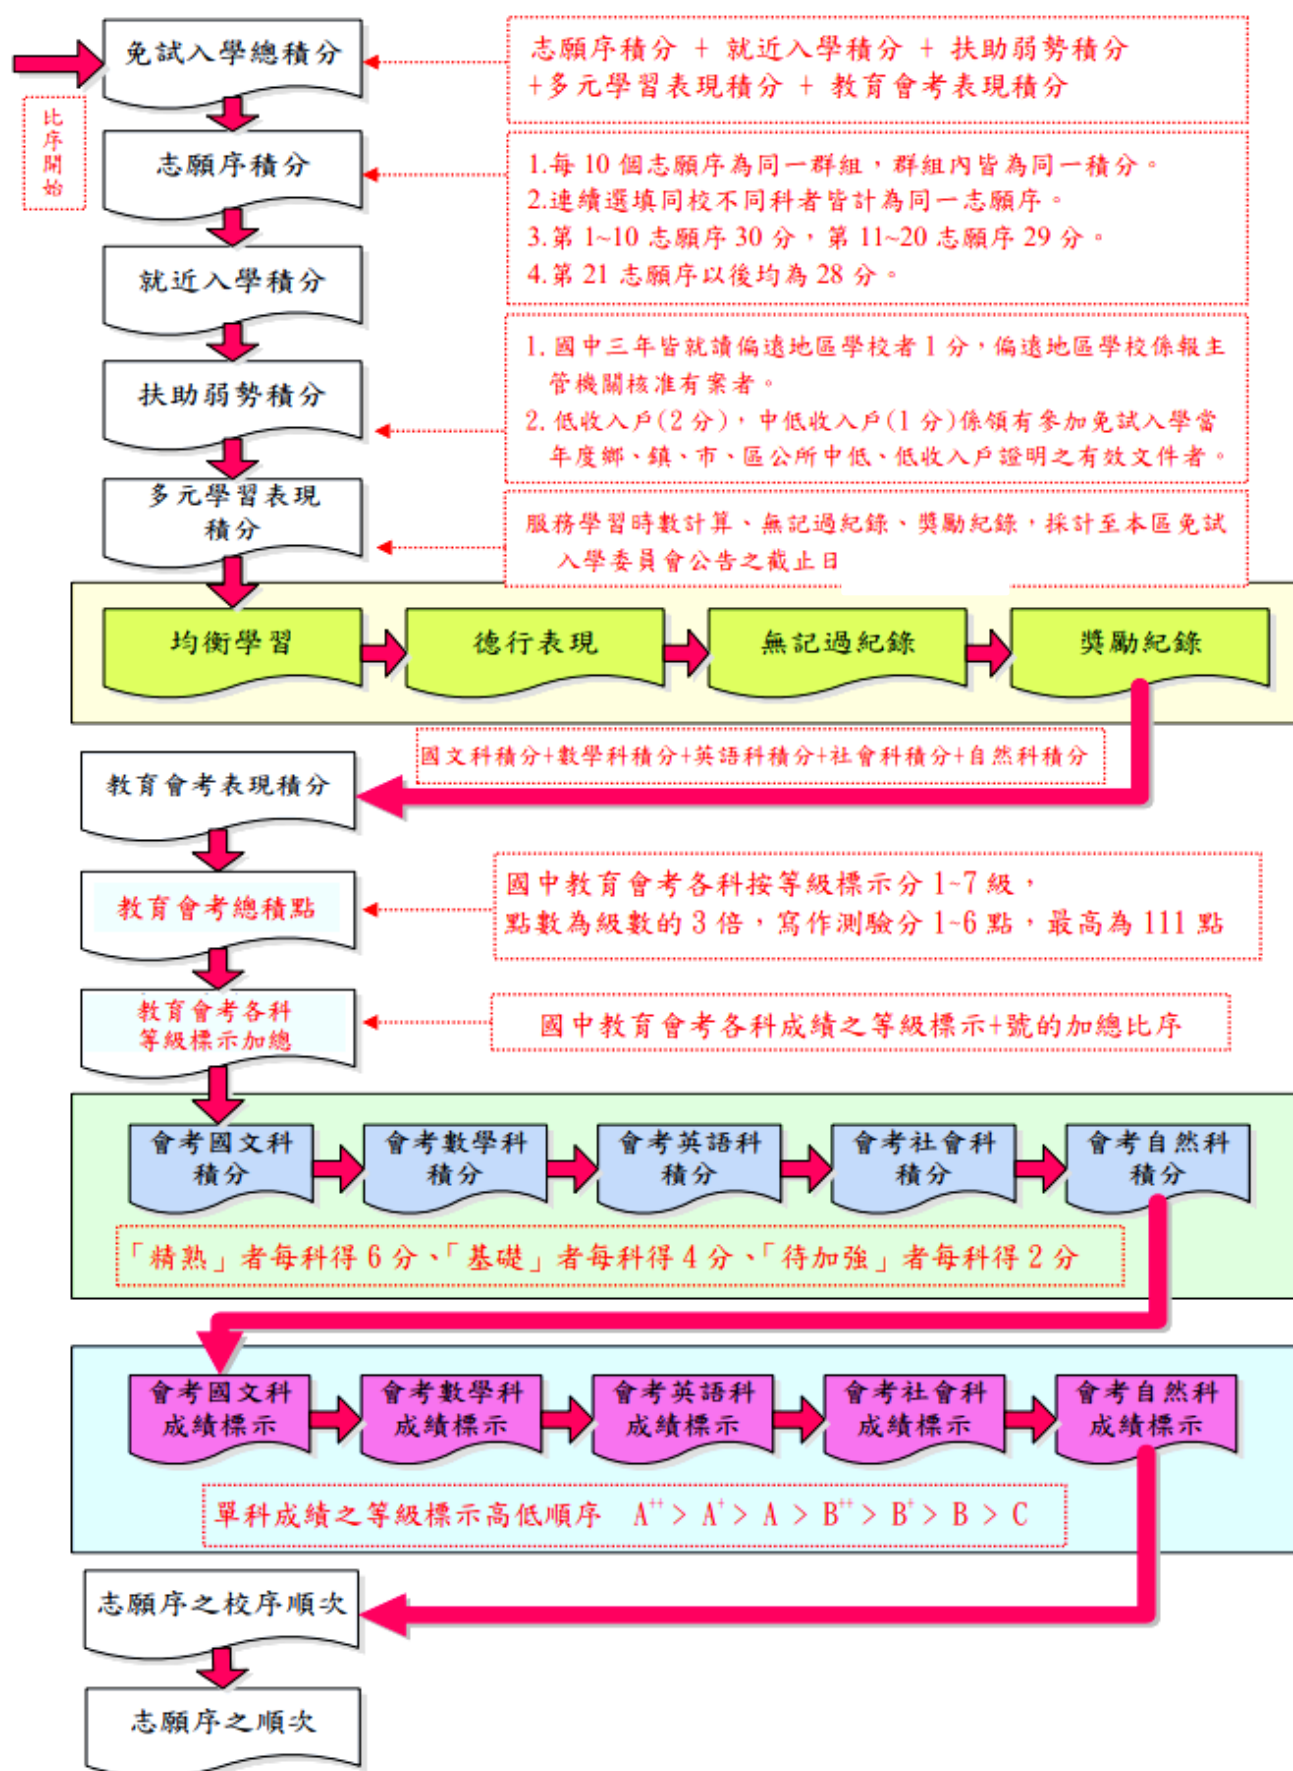 免試入學總積分
志願序積分 + 就近入學積分 + 扶助弱勢積分
+多元學習表現積分 + 教育會考表現積分
比序開始
志願序積分
1.每 10 個志願序為同一群組，群組內皆為同一積分。
2.連續選填同校不同科者皆計為同一志願序。
3.第 1~10 志願序 30 分，第 11~20 志願序 29 分。
4.第 21 志願序以後均為 28 分。
就近入學積分
扶助弱勢積分
1. 國中三年皆就讀偏遠地區學校者 1 分，偏遠地區學校係報主
管機關核准有案者。
2. 低收入戶(2 分)，中低收入戶(1 分)係領有參加免試入學當
年度鄉、鎮、市、區公所中低、低收入戶證明之有效文件者。
多元學習表現
積分
服務學習時數計算、無記過紀錄、獎勵紀錄，採計至本區免試
入學委員會公告之截止日
均衡學習
德行表現
無記過紀錄
獎勵紀錄
國文科積分+數學科積分+英語科積分+社會科積分+自然科積分
教育會考表現積分
教育會考總積點
國中教育會考各科按等級標示分 1~7 級，
點數為級數的 3 倍，寫作測驗分 1~6 點，最高為 111 點
教育會考各科
等級標示加總
國中教育會考各科成績之等級標示+號的加總比序
會考國文科
積分
會考數學科
積分
會考英語科
積分
會考社會科
積分
會考自然科
積分
「精熟」者每科得 6 分、「基礎」者每科得 4 分、「待加強」者每科得 2 分
會考國文科
成績標示
會考數學科
成績標示
會考英語科
成績標示
會考社會科
成績標示
會考自然科
成績標示
單科成績之等級標示高低順序 A⁺⁺ > A⁺ > A > B⁺⁺ > B⁺ > B > C
志願序之校序順次
志願序之順次